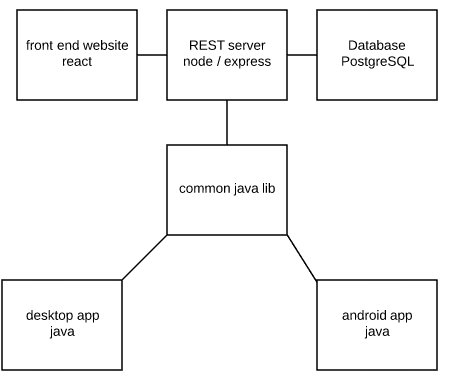 front end website
react
REST server
node / express
Database
PostgreSQL
common java lib
desktop app
java
android app
java